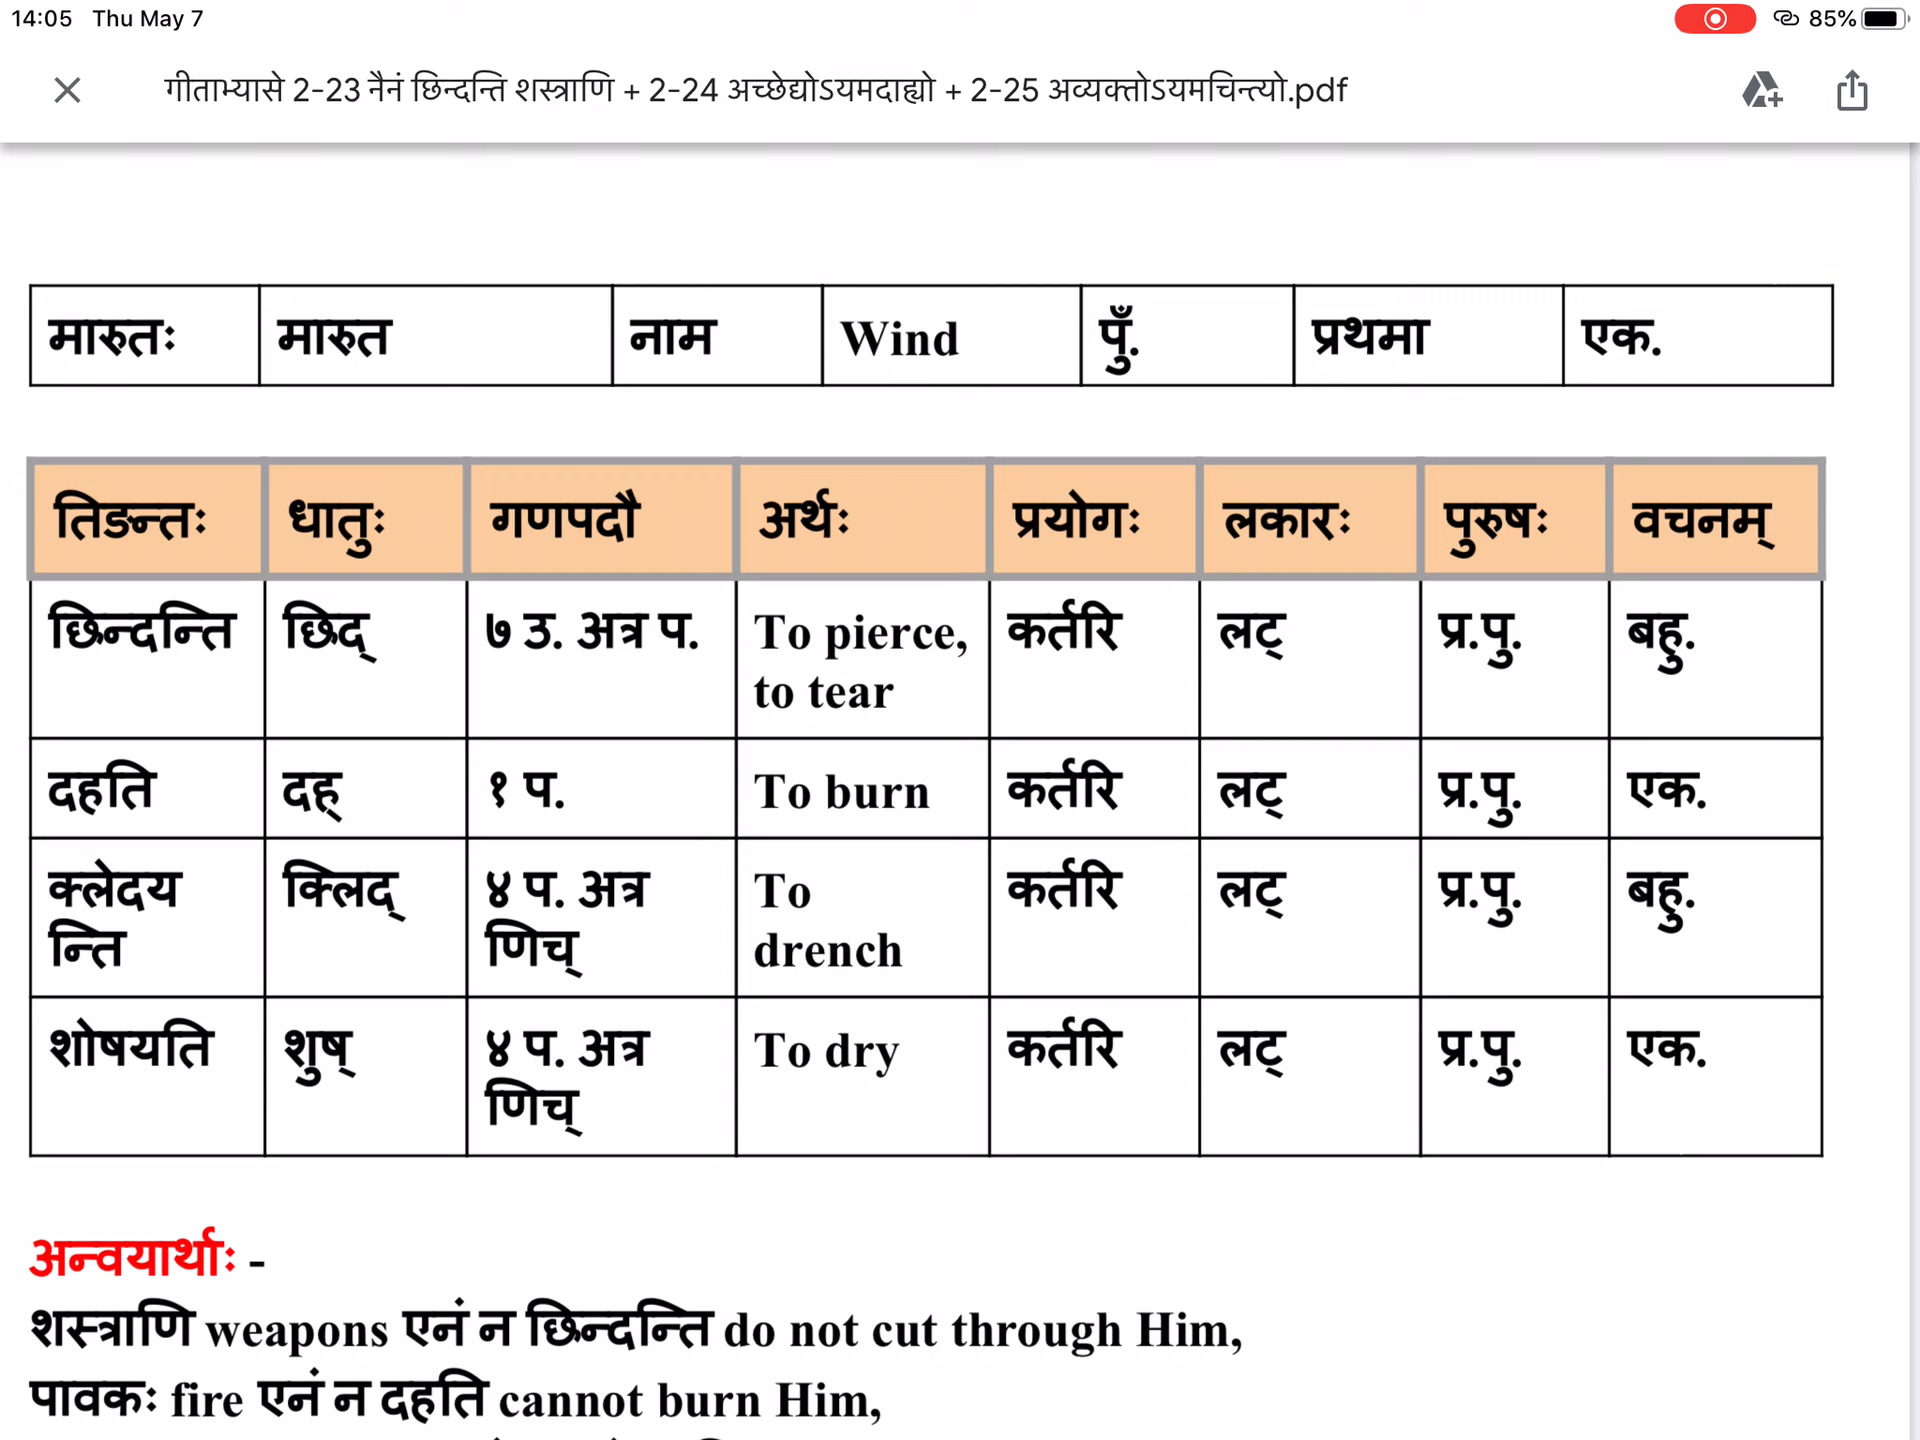 14:05 Thu May 7
85%
गीताभ्यासे 2-23 नैनं छिन्दन्ति शस्त्राणि + 2-24 अच्छेद्योऽयमदाह्यो + 2-25 अव्यक्तोऽयमचिन्त्यो.pdf
मारुतः मारुत नाम Wind पुँ. प्रथमा एक.
तिङन्तः धातुः गणपदौ अर्थः प्रयोगः लकारः पुरुषः वचनम्
छिन्दन्ति छिद् ७ उ. अत्र प. To pierce, कर्तरि लट् प्र.पु. बहु.
to tear
दहति दह् १ प. To burn कर्तरि लट् प्र.पु. एक.
क्लेदय क्लिद् ४ प. अत्र To कर्तरि लट् प्र.पु. बहु.
न्ति णिच् drench
शोषयति शुष् ४ प. अत्र To dry कर्तरि लट् प्र.पु. एक.
णिच्
अन्वयार्थाः -
शस्त्राणि weapons एनं न छिन्दन्ति do not cut through Him,
पावकः fire एनं न दहति cannot burn Him,